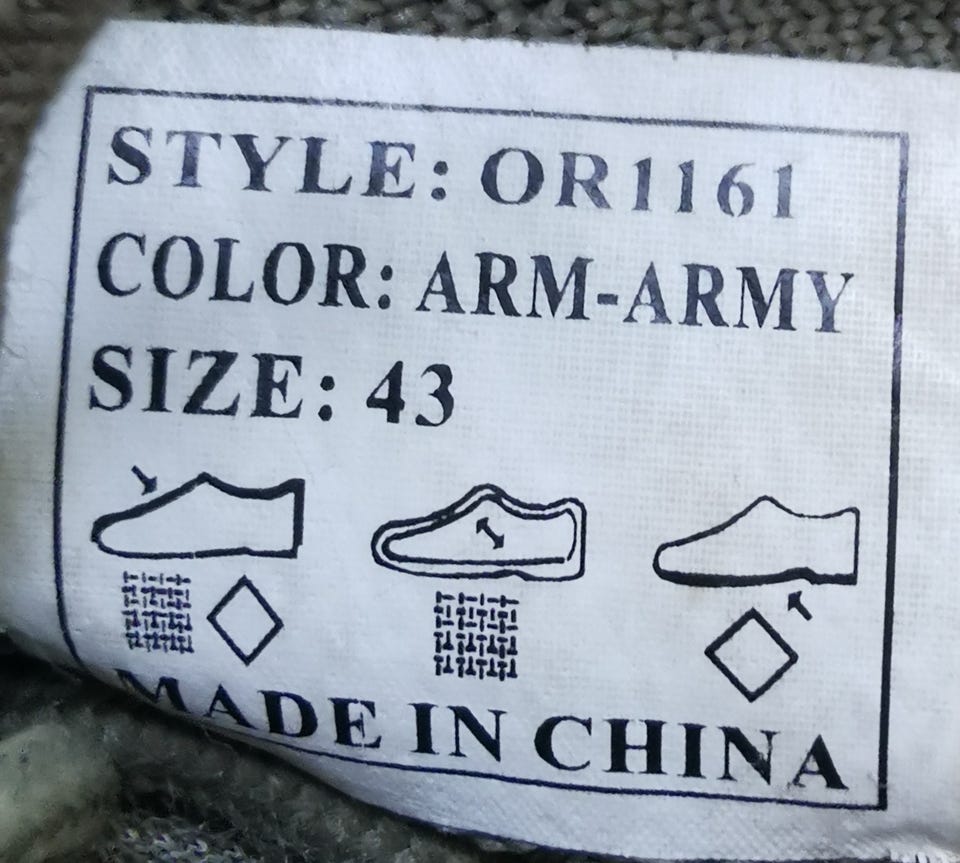 STYLE: OR1161
COLOR: ARM-ARMY
SIZE: 43
MADE IN CHINA